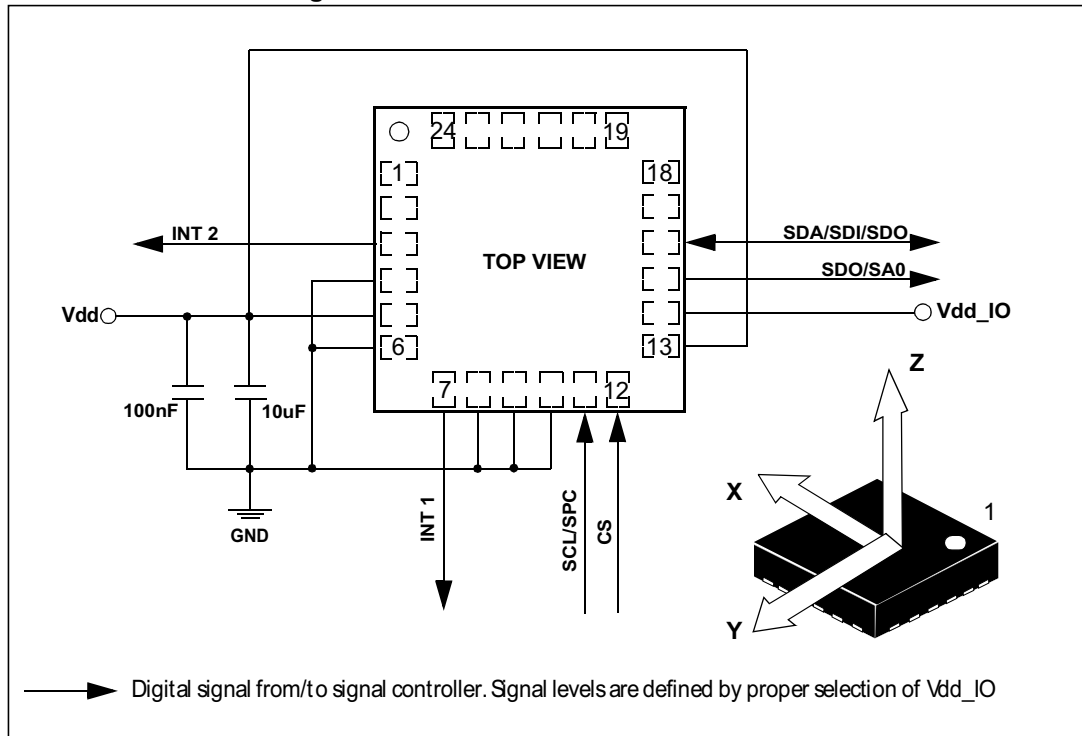 24
19
1
18
INT 2
SDA/SDI/SDO
TOP VIEW
SDO/SA0
Vdd
Vdd_IO
6
13
Z
7
12
100nF
10uF
X
INT 1
SCL/SPC
CS
1
GND
Y
Digital signal from/to signal controller. Signal levels are defined by proper selection of Vdd_IO